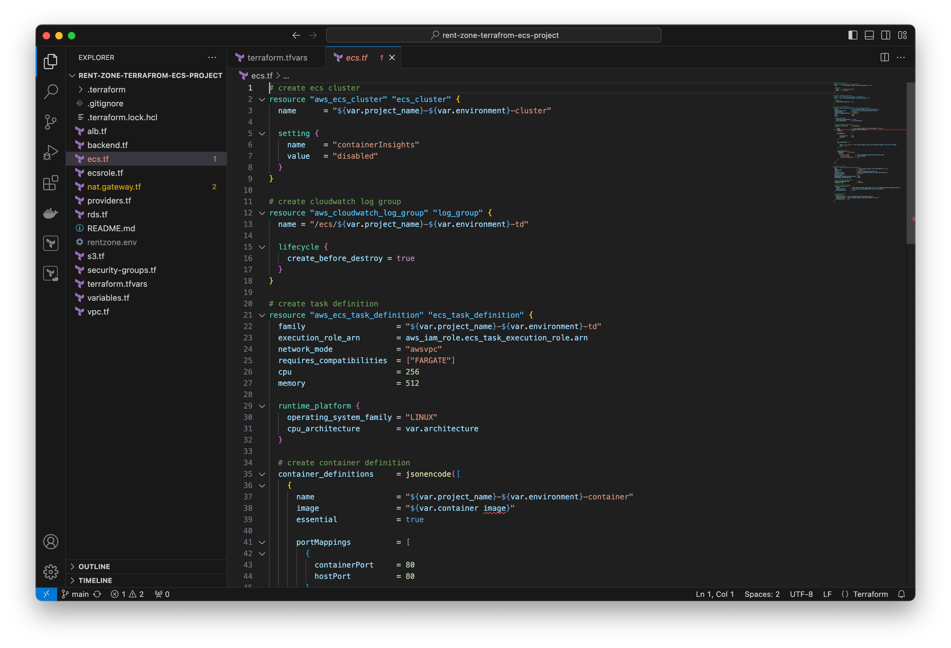 rent-zone-terrafrom-ecs-project
EXPLORER
RENT-ZONE-TERRAFROM-ECS-PROJECT
.terraform
.gitignore
.terraform.lock.hcl
alb.tf
backend.tf
ecs.tf 1
ecsrole.tf
nat.gateway.tf 2
providers.tf
rds.tf
README.md
rentzone.env
s3.tf
security-groups.tf
terraform.tfvars
variables.tf
vpc.tf
OUTLINE
TIMELINE
terraform.tfvars
ecs.tf 1
ecs.tf > ...
1 # create ecs cluster
2 resource "aws_ecs_cluster" "ecs_cluster" {
3 name = "${var.project_name}-${var.environment}-cluster"
4
5 setting {
6 name = "containerInsights"
7 value = "disabled"
8 }
9 }
10
11 # create cloudwatch log group
12 resource "aws_cloudwatch_log_group" "log_group" {
13 name = "/ecs/${var.project_name}-${var.environment}-td"
14
15 lifecycle {
16 create_before_destroy = true
17 }
18 }
19
20 # create task definition
21 resource "aws_ecs_task_definition" "ecs_task_definition" {
22 family = "${var.project_name}-${var.environment}-td"
23 execution_role_arn = aws_iam_role.ecs_task_execution_role.arn
24 network_mode = "awsvpc"
25 requires_compatibilities = ["FARGATE"]
26 cpu = 256
27 memory = 512
28
29 runtime_platform {
30 operating_system_family = "LINUX"
31 cpu_architecture = var.architecture
32 }
33
34 # create container definition
35 container_definitions = jsonencode([
36 {
37 name = "${var.project_name}-${var.environment}-container"
38 image = "${var.container image}"
39 essential = true
40
41 portMappings = [
42 {
43 containerPort = 80
44 hostPort = 80
main 1 2 0
Ln 1, Col 1 Spaces: 2 UTF-8 LF {} Terraform